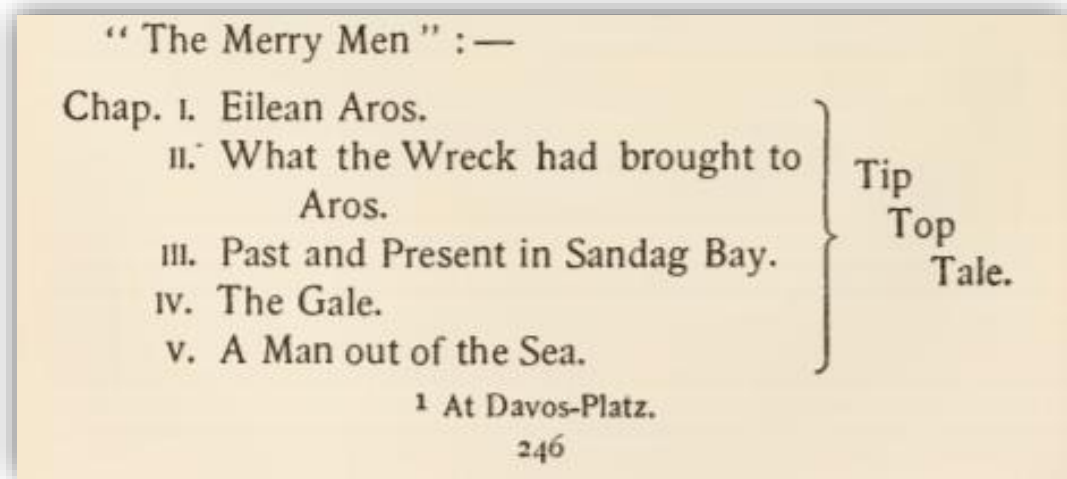 “ The Merry Men ” : —
Chap. I. Eilean Aros.
II. What the Wreck had brought to
Aros.
III. Past and Present in Sandag Bay.
IV. The Gale.
V. A Man out of the Sea.
Tip
Top
Tale.
¹ At Davos-Platz.
246